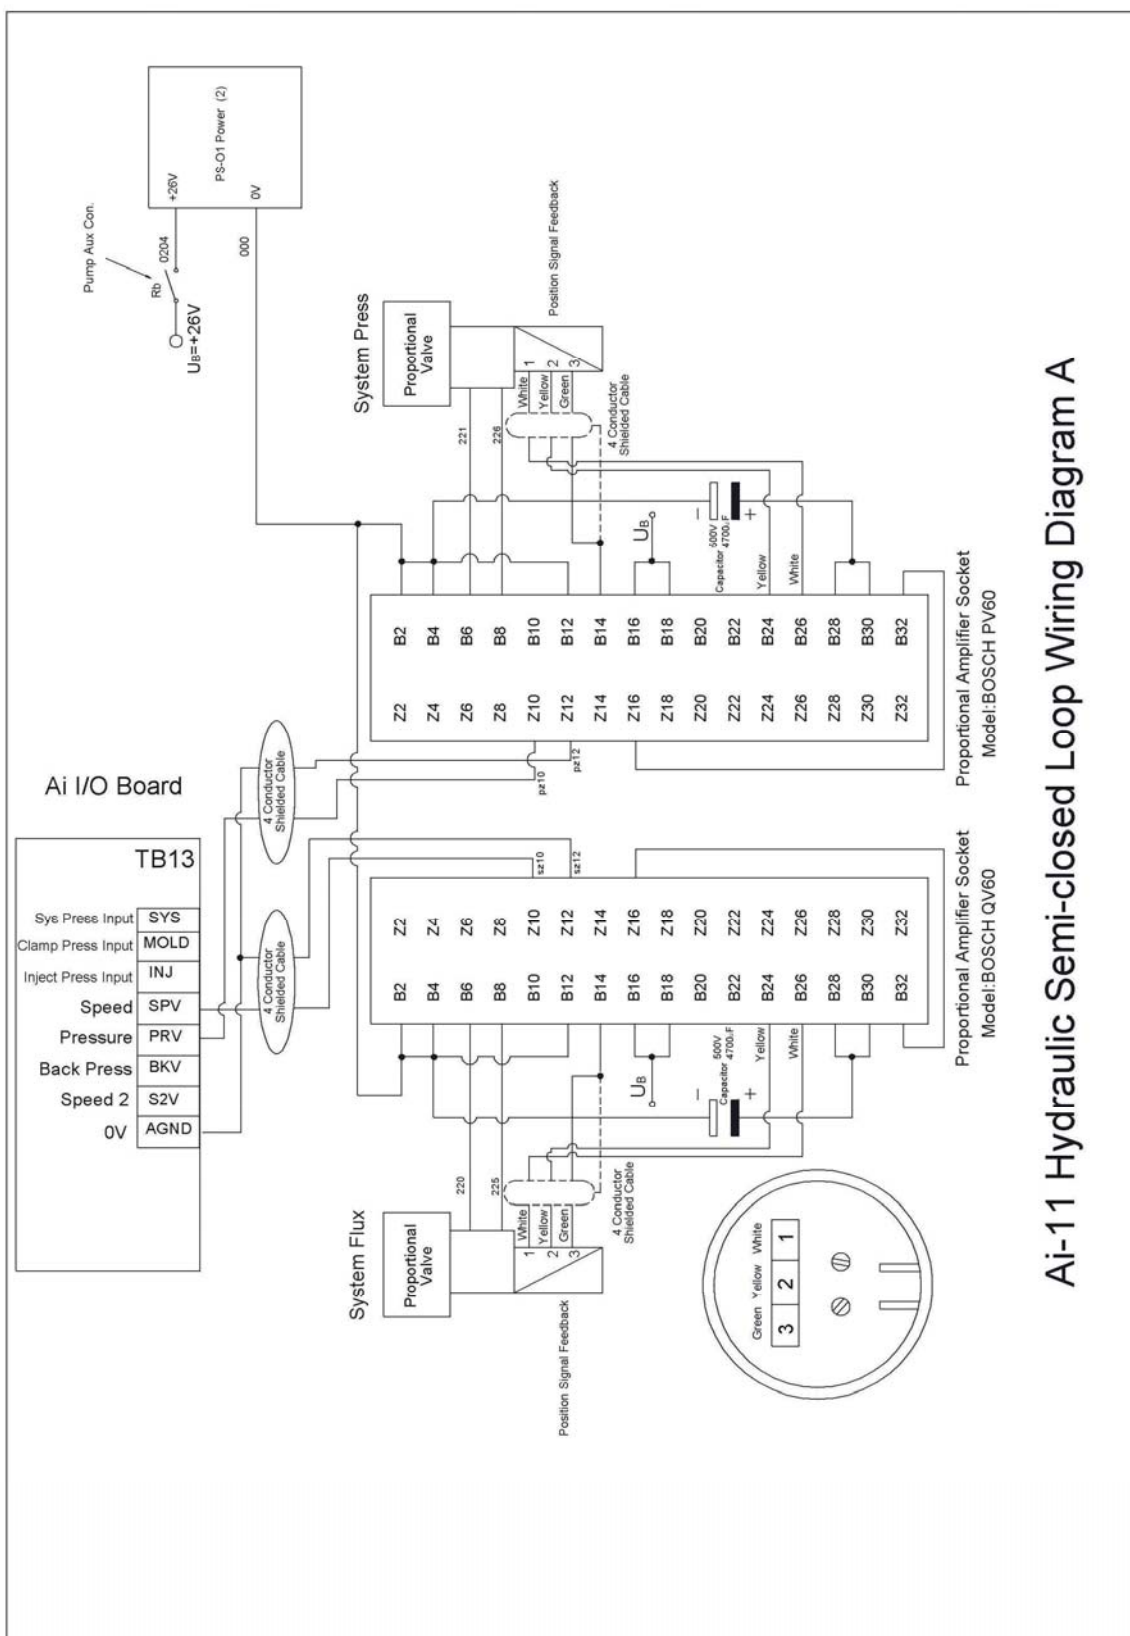 PS-O1 Power (2)
+26V
0V
Pump Aux Con.
Rb
0204
000
UB=+26V
System Press
Proportional
Valve
Position Signal Feedback
1
2
3
White
Yellow
Green
221
226
4 Conductor
Shielded Cable
UB
−
+
Capacitor
4700uF
Yellow
White
B2
B4
B6
B8
B10
B12
B14
B16
B18
B20
B22
B24
B26
B28
B30
B32
Z2
Z4
Z6
Z8
Z10
Z12
Z14
Z16
Z18
Z20
Z22
Z24
Z26
Z28
Z30
Z32
pz10
pz12
Proportional Amplifier Socket
Model:BOSCH PV60
Ai I/O Board
TB13
Sys Press Input SYS
Clamp Press Input MOLD
Inject Press Input INJ
Speed SPV
Pressure PRV
Back Press BKV
Speed 2 S2V
0V AGND
4 Conductor
Shielded Cable
4 Conductor
Shielded Cable
sz10
sz12
Z2
Z4
Z6
Z8
Z10
Z12
Z14
Z16
Z18
Z20
Z22
Z24
Z26
Z28
Z30
Z32
B2
B4
B6
B8
B10
B12
B14
B16
B18
B20
B22
B24
B26
B28
B30
B32
Proportional Amplifier Socket
Model:BOSCH QV60
UB
−
+
Capacitor
500V
4700uF
Yellow
White
220
225
4 Conductor
Shielded Cable
System Flux
Proportional
Valve
White
Yellow
Green
1
2
3
Position Signal Feedback
Green Yellow White
3 2 1
Ai-11 Hydraulic Semi-closed Loop Wiring Diagram A